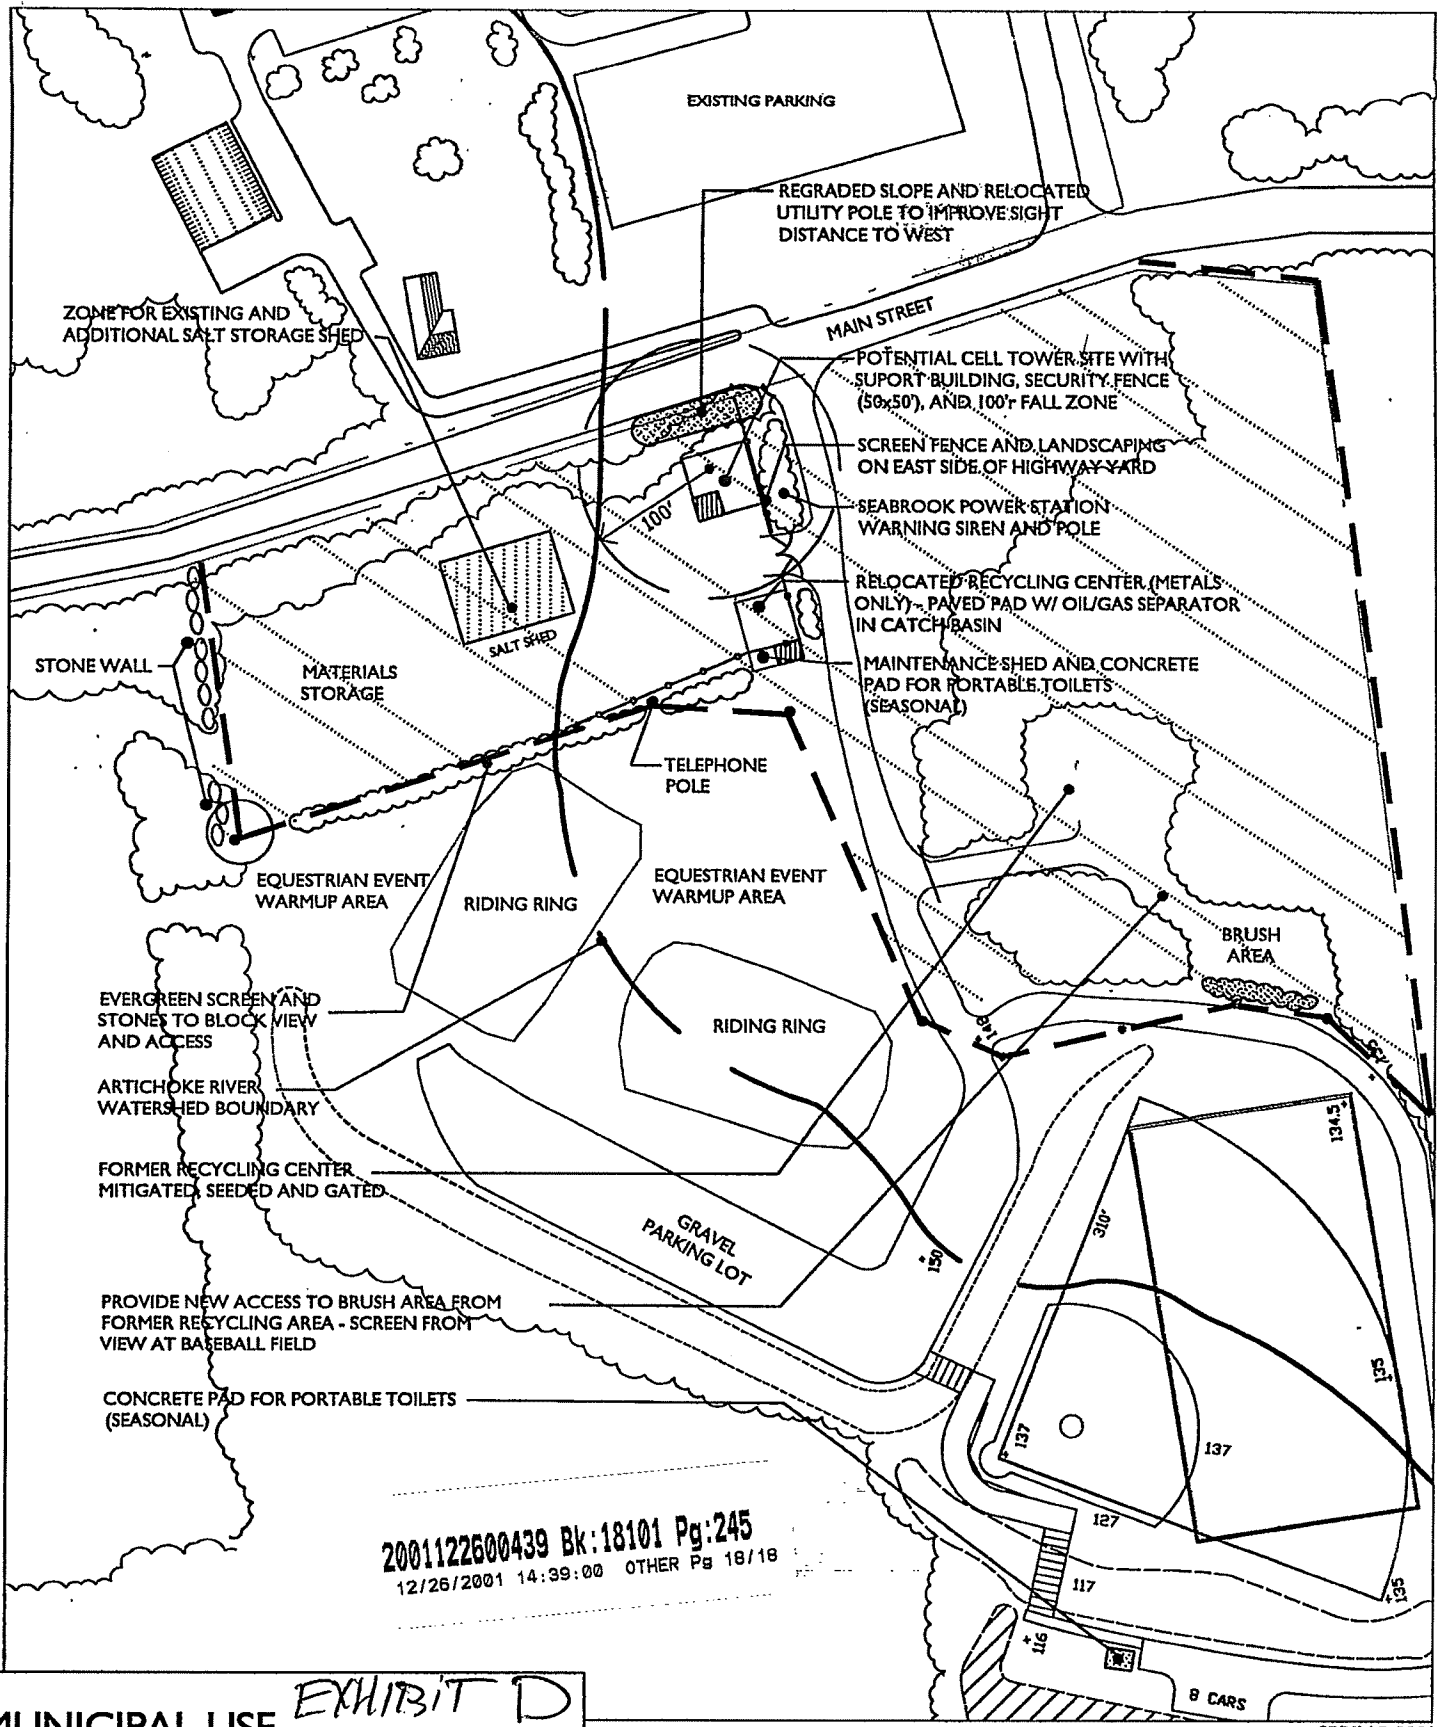 EXISTING PARKING
REGRADED SLOPE AND RELOCATED
UTILITY POLE TO IMPROVE SIGHT
DISTANCE TO WEST
ZONE FOR EXISTING AND
ADDITIONAL SALT STORAGE SHED
MAIN STREET
POTENTIAL CELL TOWER SITE WITH
SUPORT BUILDING, SECURITY FENCE
(50x50'), AND 100'r FALL ZONE
SCREEN FENCE AND LANDSCAPING
ON EAST SIDE OF HIGHWAY YARD
SEABROOK POWER STATION
WARNING SIREN AND POLE
100'
RELOCATED RECYCLING CENTER (METALS
ONLY) - PAVED PAD W/ OIL/GAS SEPARATOR
IN CATCH BASIN
SALT SHED
STONE WALL
MATERIALS
STORAGE
MAINTENANCE SHED AND CONCRETE
PAD FOR PORTABLE TOILETS
(SEASONAL)
TELEPHONE
POLE
EQUESTRIAN EVENT
WARMUP AREA
RIDING RING
EQUESTRIAN EVENT
WARMUP AREA
BRUSH
AREA
EVERGREEN SCREEN AND
STONES TO BLOCK VIEW
AND ACCESS
RIDING RING
148
ARTICHOKE RIVER
WATERSHED BOUNDARY
134.5
FORMER RECYCLING CENTER
MITIGATED, SEEDED AND GATED
310'
GRAVEL
PARKING LOT
150
PROVIDE NEW ACCESS TO BRUSH AREA FROM
FORMER RECYCLING AREA - SCREEN FROM
VIEW AT BASEBALL FIELD
135
CONCRETE PAD FOR PORTABLE TOILETS
(SEASONAL)
137
137
127
2001122600439 Bk:18101 Pg:245
12/26/2001 14:39:00 OTHER Pg 18/18
117
135
116
8 CARS
MUNICIPAL USE
EXHIBIT D